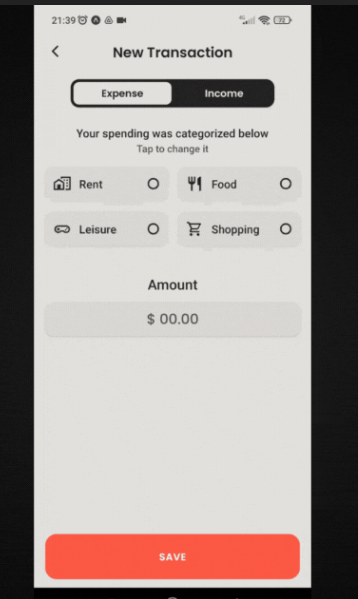 21:39
New Transaction
Expense Income
Your spending was categorized below
Tap to change it
Rent Food
Leisure Shopping
Amount
$ 00.00
SAVE